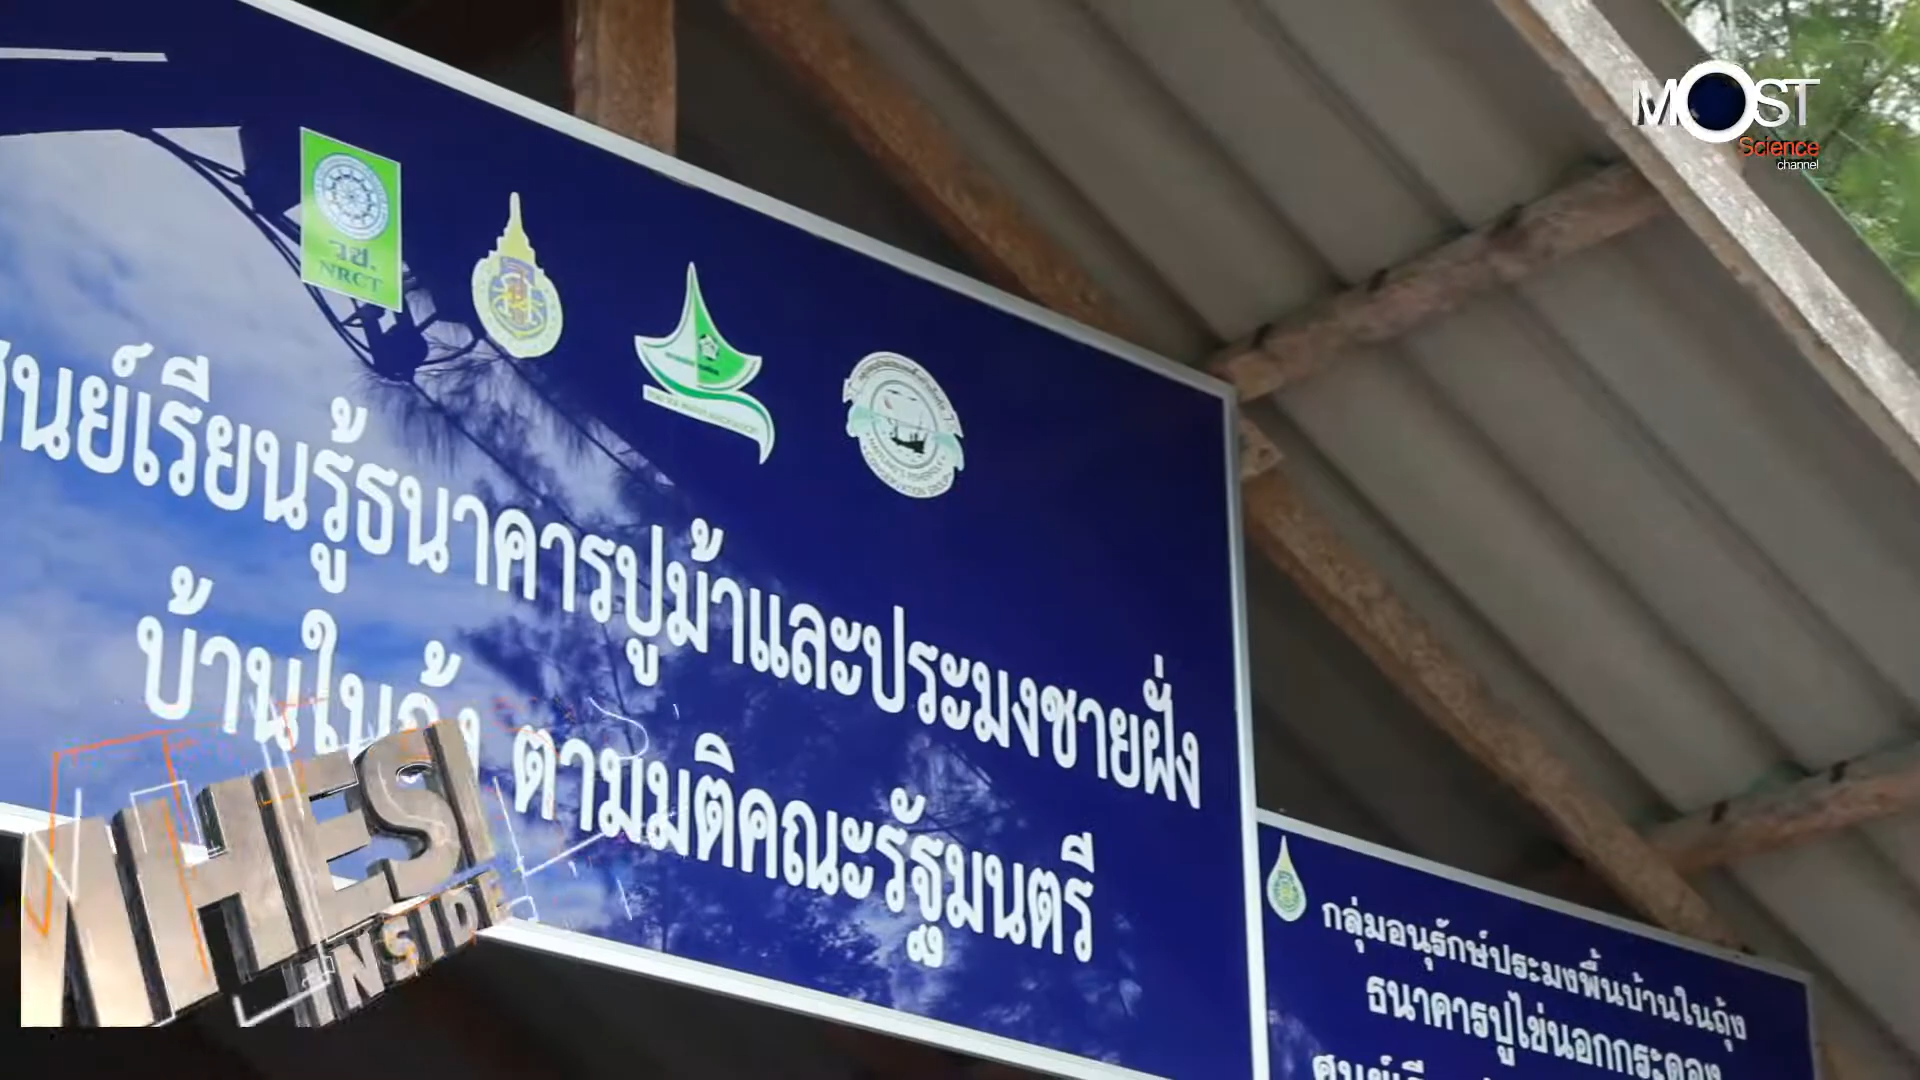 MOST
Science
channel
วช.
NRCT
ศูนย์เรียนรู้ธนาคารปูม้าและประมงชายฝั่ง
บ้านในถุ้ง ตามมติคณะรัฐมนตรี
กลุ่มอนุรักษ์ประมงพื้นบ้านในถุ้ง
ธนาคารปูไข่นอกกระดอง
MHESI
INSIDE